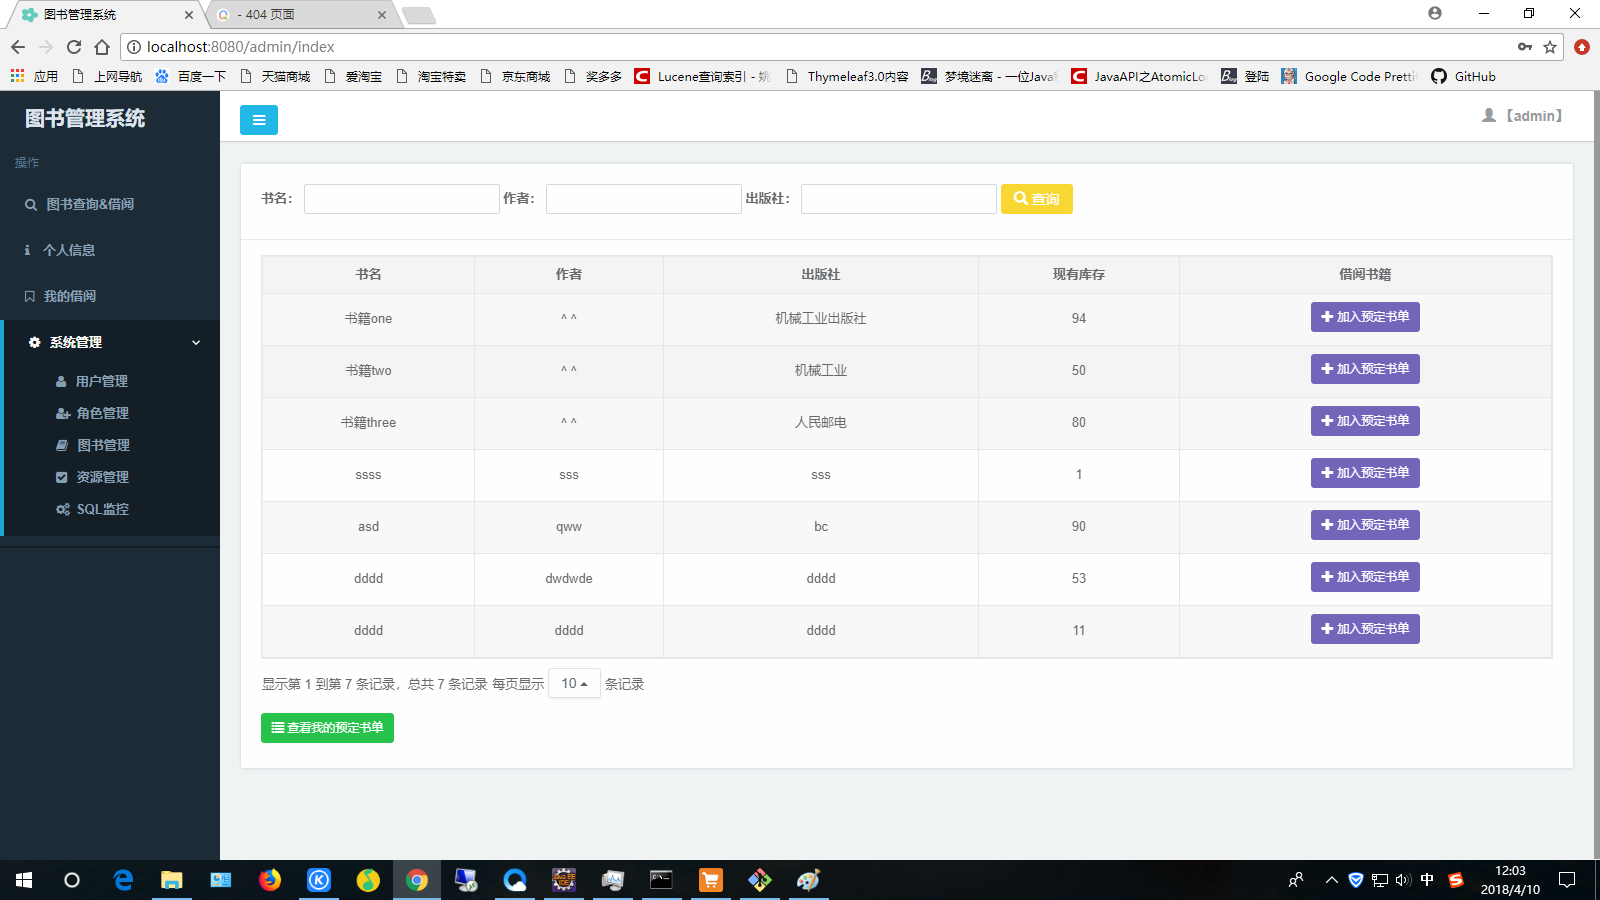 图书管理系统
- 404 页面
localhost:8080/admin/index
应用 上网导航 百度一下 天猫商城 爱淘宝 淘宝特卖 京东商城 奖多多 Lucene查询索引 - 姚 Thymeleaf3.0内容 梦境迷离 - 一位Java JavaAPI之AtomicLo 登陆 Google Code Pretti GitHub
图书管理系统
【admin】
操作
图书查询&借阅
个人信息
我的借阅
系统管理
用户管理
角色管理
图书管理
资源管理
SQL监控
书名： 作者： 出版社： 查询
书名 作者 出版社 现有库存 借阅书籍
书籍one ^ ^ 机械工业出版社 94 加入预定书单
书籍two ^ ^ 机械工业 50 加入预定书单
书籍three ^ ^ 人民邮电 80 加入预定书单
ssss sss sss 1 加入预定书单
asd qww bc 90 加入预定书单
dddd dwdwde dddd 53 加入预定书单
dddd dddd dddd 11 加入预定书单
显示第 1 到第 7 条记录，总共 7 条记录 每页显示 10 条记录
查看我的预定书单
中
12:03
2018/4/10